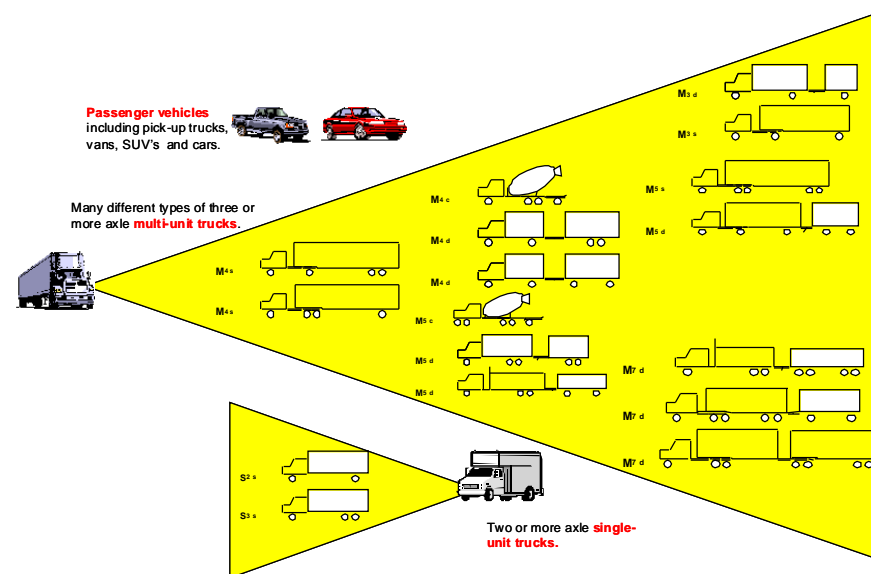 Passenger vehicles
including pick-up trucks,
vans, SUV's and cars.
Many different types of three or
more axle multi-unit trucks.
M3 d
M3 s
M5 s
M5 d
M4 c
M4 d
M4 d
M5 c
M5 d
M5 d
M4 s
M4 s
M7 d
M7 d
M7 d
S2 s
S3 s
Two or more axle single-
unit trucks.